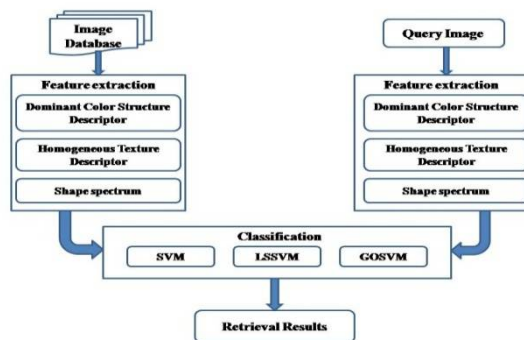 Image
Database
Query Image
Feature extraction
Dominant Color Structure
Descriptor
Homogeneous Texture
Descriptor
Shape spectrum
Feature extraction
Dominant Color Structure
Descriptor
Homogeneous Texture
Descriptor
Shape spectrum
Classification
SVM
LSSVM
GOSVM
Retrieval Results